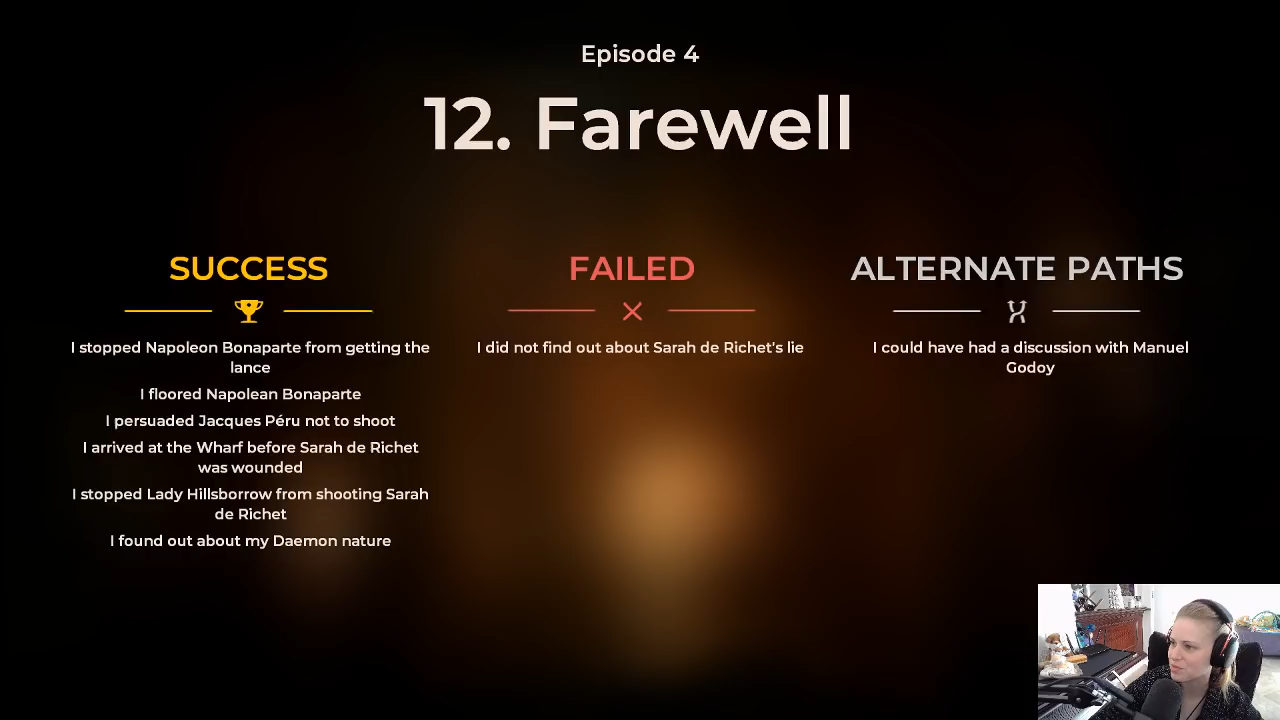 Episode 4
12. Farewell
SUCCESS
I stopped Napoleon Bonaparte from getting the
lance
I floored Napolean Bonaparte
I persuaded Jacques Péru not to shoot
I arrived at the Wharf before Sarah de Richet
was wounded
I stopped Lady Hillsborrow from shooting Sarah
de Richet
I found out about my Daemon nature
FAILED
I did not find out about Sarah de Richet's lie
ALTERNATE PATHS
I could have had a discussion with Manuel
Godoy